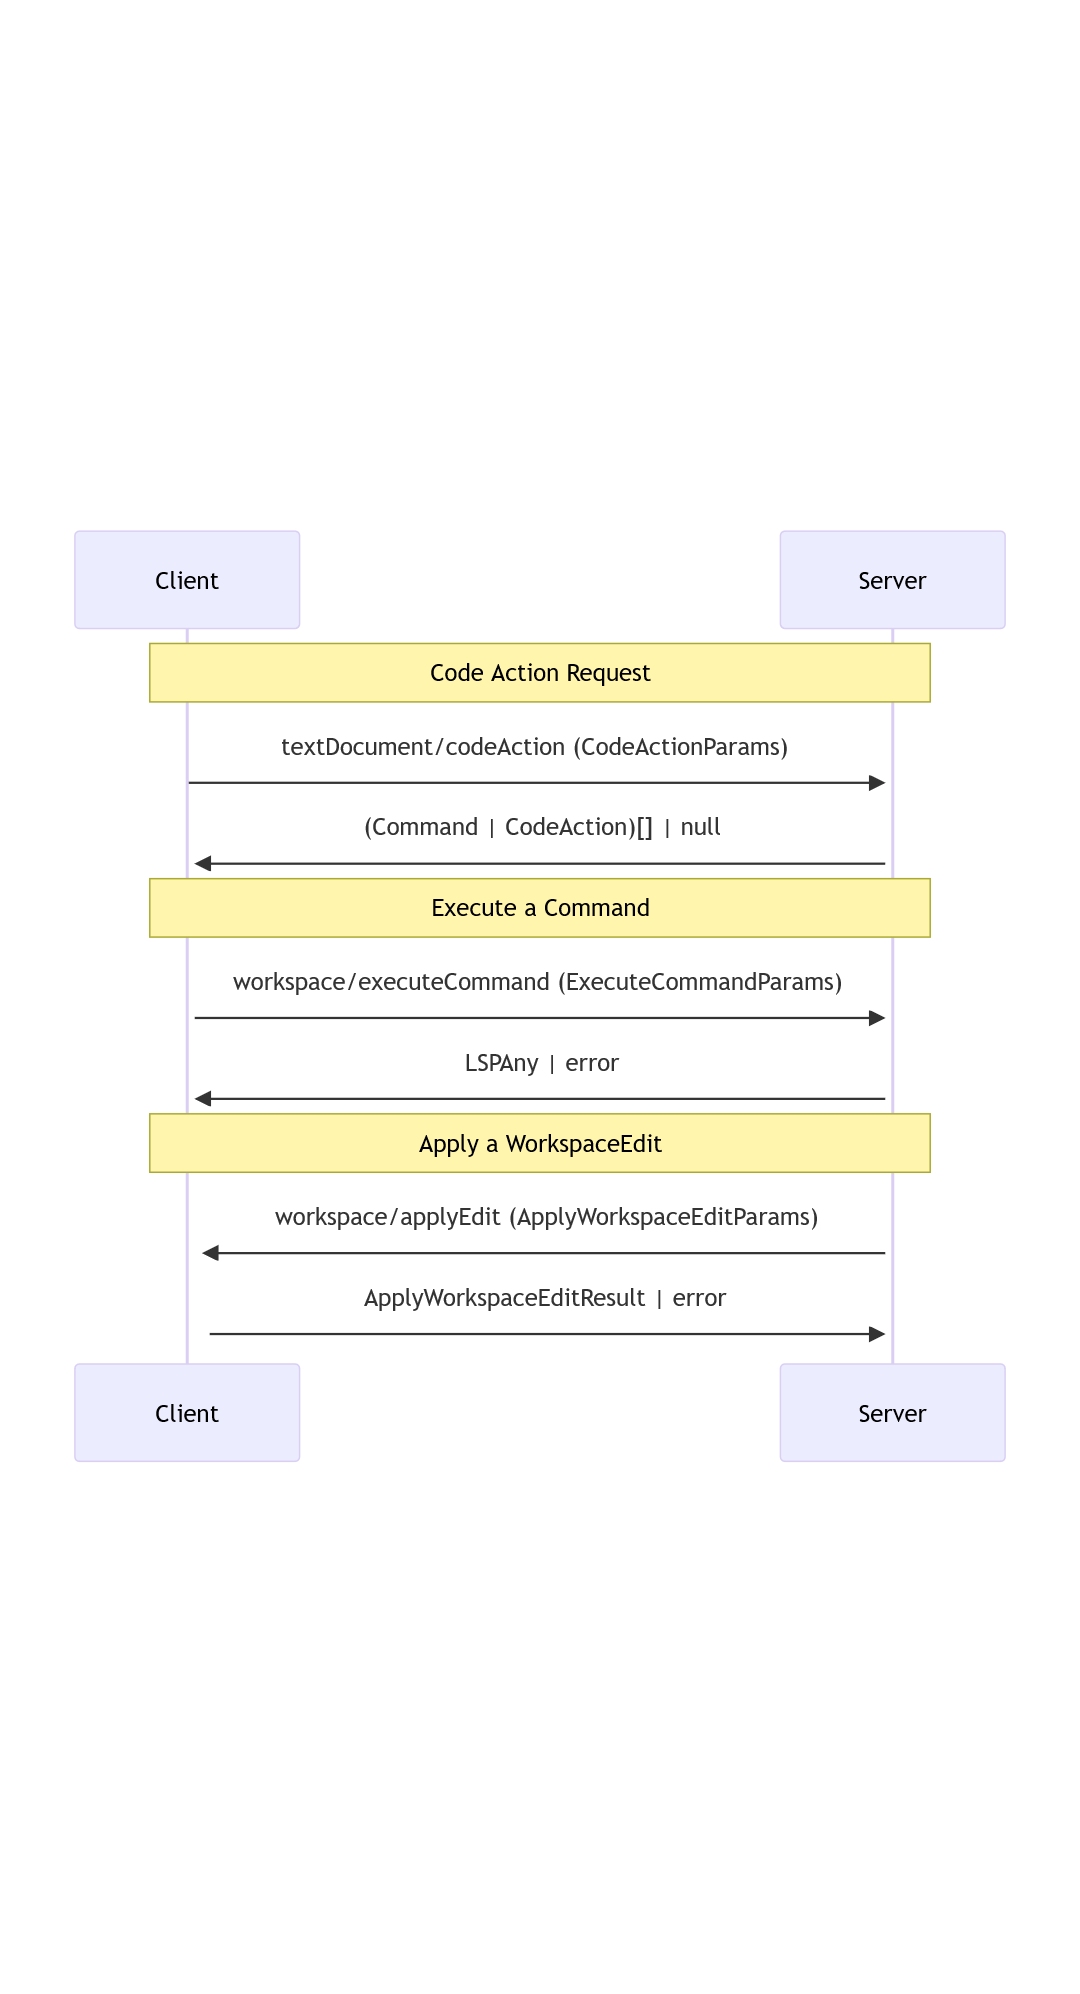 Client
Server
Code Action Request
textDocument/codeAction (CodeActionParams)
(Command | CodeAction)[] | null
Execute a Command
workspace/executeCommand (ExecuteCommandParams)
LSPAny | error
Apply a WorkspaceEdit
workspace/applyEdit (ApplyWorkspaceEditParams)
ApplyWorkspaceEditResult | error
Client
Server